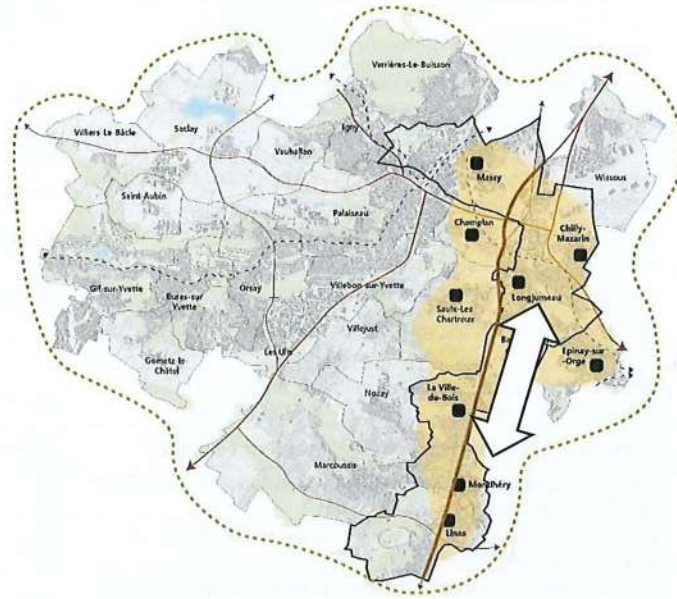 Verrières-Le-Buisson
Villiers-Le-Bâcle
Saclay
Igny
Vauhallan
Massy
Wissous
Saint-Aubin
Palaiseau
Champlan
Chilly-
Mazarin
Gif-sur-Yvette
Bures-sur
Yvette
Orsay
Villebon-sur-Yvette
Saulx-Les
Chartreux
Longjumeau
Villejust
Les Ulis
Ba
Gometz-le-
Châtel
Epinay-sur
-Orge
Nozay
La Ville-
du-Bois
Marcoussis
Montlhéry
Linas